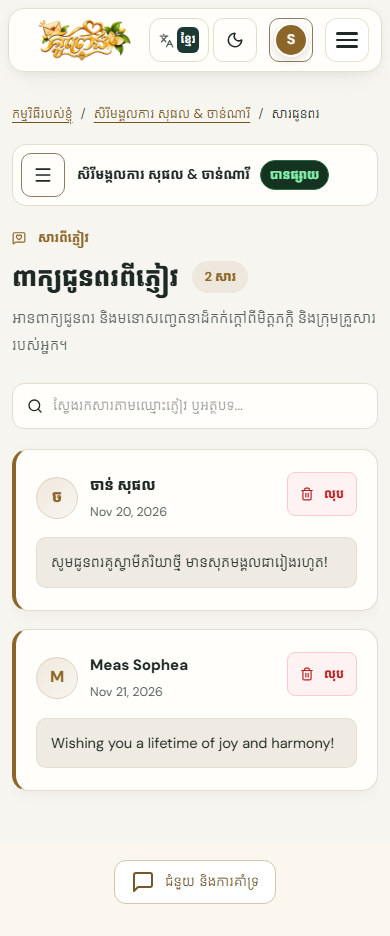 គូព្រេង
ខ្មែរ
S
កម្មវិធីរបស់ខ្ញុំ / សិរីមង្គលការ សុផល & ចាន់ណារី / សារជូនពរ
សិរីមង្គលការ សុផល & ចាន់ណារី បានផ្សាយ
សារពីភ្ញៀវ
ពាក្យជូនពរពីភ្ញៀវ 2 សារ
អានពាក្យជូនពរ និងមនោសញ្ចេតនាដ៏កក់ក្តៅពីមិត្តភក្តិ និងក្រុមគ្រួសារ
របស់អ្នក។
ស្វែងរកសារតាមឈ្មោះភ្ញៀវ ឬអត្ថបទ...
ច
ចាន់ សុផល
Nov 20, 2026
លុប
សូមជូនពរគូស្វាមីភរិយាថ្មី មានសុភមង្គលជារៀងរហូត!
M
Meas Sophea
Nov 21, 2026
លុប
Wishing you a lifetime of joy and harmony!
ជំនួយ និងការគាំទ្រ